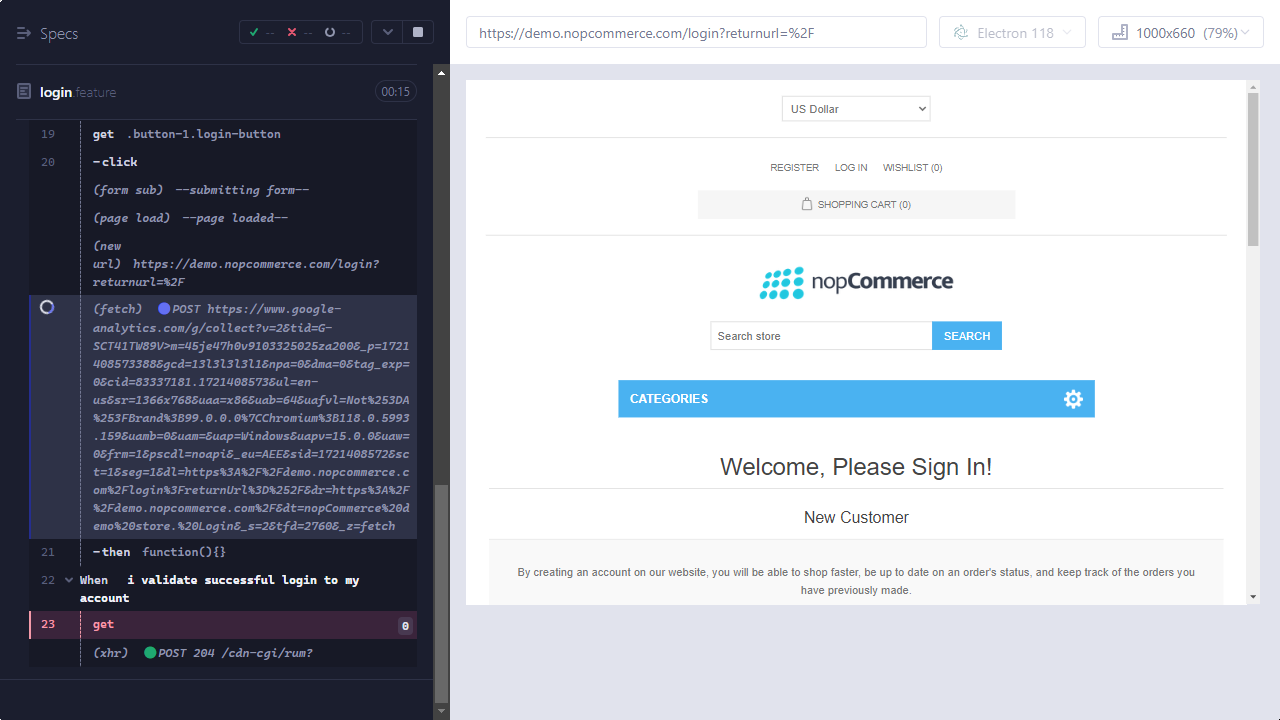 Specs
--
--
--
login.feature
00:15
19 get .button-1.login-button
20 -click
(form sub) --submitting form--
(page load) --page loaded--
(new
url) https://demo.nopcommerce.com/login?
returnurl=%2F
(fetch) POST https://www.google-
analytics.com/g/collect?v=2&tid=G-
SCT41TW89V>m=45je47h0v9103325025za200&_p=1721
408573388&gcd=13l3l3l3l1&npa=0&dma=0&tag_exp=
0&cid=83337181.1721408573&ul=en-
us&sr=1366x768&uaa=x86&uab=64&uafvl=Not%253DA
%253FBrand%3B99.0.0.0%7CChromium%3B118.0.5993
.159&uamb=0&uam=&uap=Windows&uapv=15.0.0&uaw=
0&frm=1&pscdl=noapi&_eu=AEE&sid=1721408572&sc
t=1&seg=1&dl=https%3A%2F%2Fdemo.nopcommerce.c
om%2Flogin%3FreturnUrl%3D%252F&dr=https%3A%2F
%2Fdemo.nopcommerce.com%2F&dt=nopCommerce%20d
emo%20store.%20Login&_s=2&tfd=2760&_z=fetch
21 -then function(){}
22 When i validate successful login to my
account
23 get 0
(xhr) POST 204 /cdn-cgi/rum?
https://demo.nopcommerce.com/login?returnurl=%2F
Electron 118
1000x660 (79%)
US Dollar
REGISTER LOG IN WISHLIST (0)
SHOPPING CART (0)
nopCommerce
Search store
SEARCH
CATEGORIES
Welcome, Please Sign In!
New Customer
By creating an account on our website, you will be able to shop faster, be up to date on an order's status, and keep track of the orders you
have previously made.